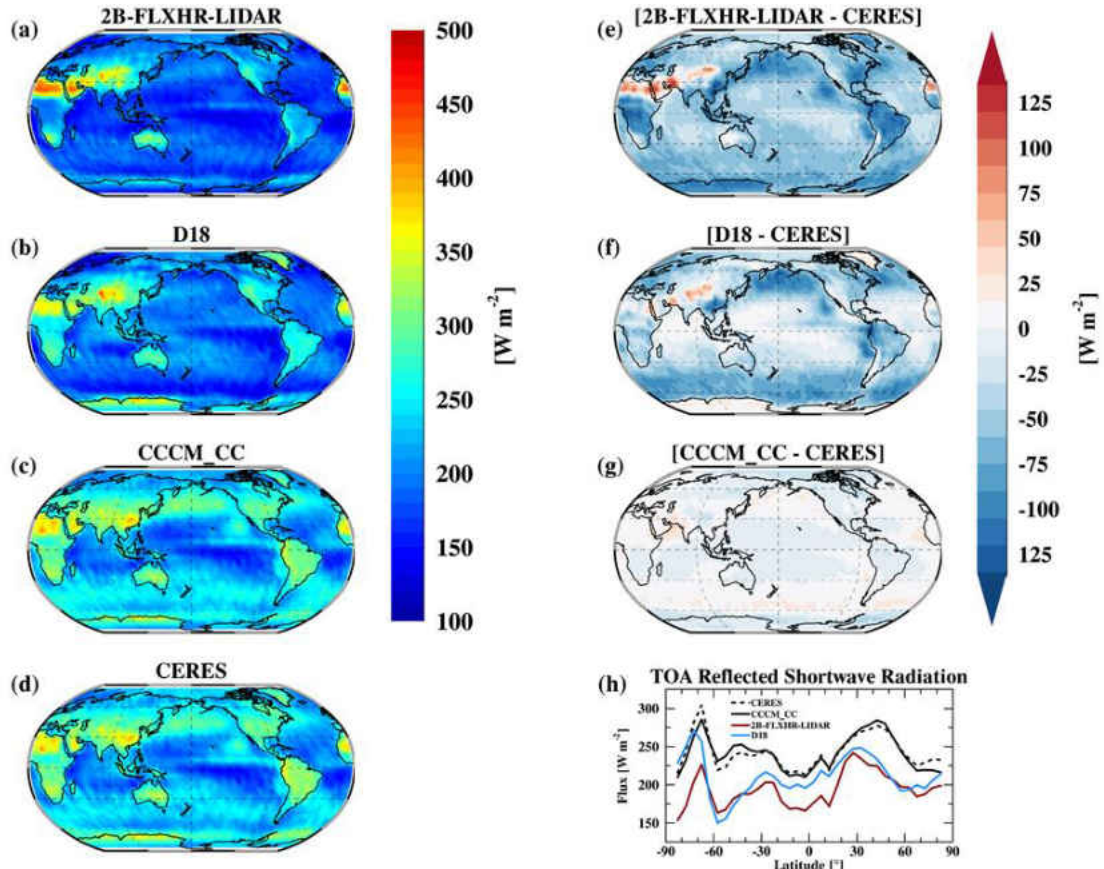 (a) 2B-FLXHR-LIDAR
(b) D18
(c) CCCM_CC
(d) CERES
500
450
400
350
300
250
200
150
100
[W m-2]
(e) [2B-FLXHR-LIDAR - CERES]
(f) [D18 - CERES]
(g) [CCCM_CC - CERES]
125
100
75
50
25
0
-25
-50
-75
-100
125
[W m-2]
(h) TOA Reflected Shortwave Radiation
CERES
CCCM_CC
2B-FLXHR-LIDAR
D18
300
250
200
150
Flux [W m-2]
-90 -60 -30 0 30 60 90
Latitude [°]